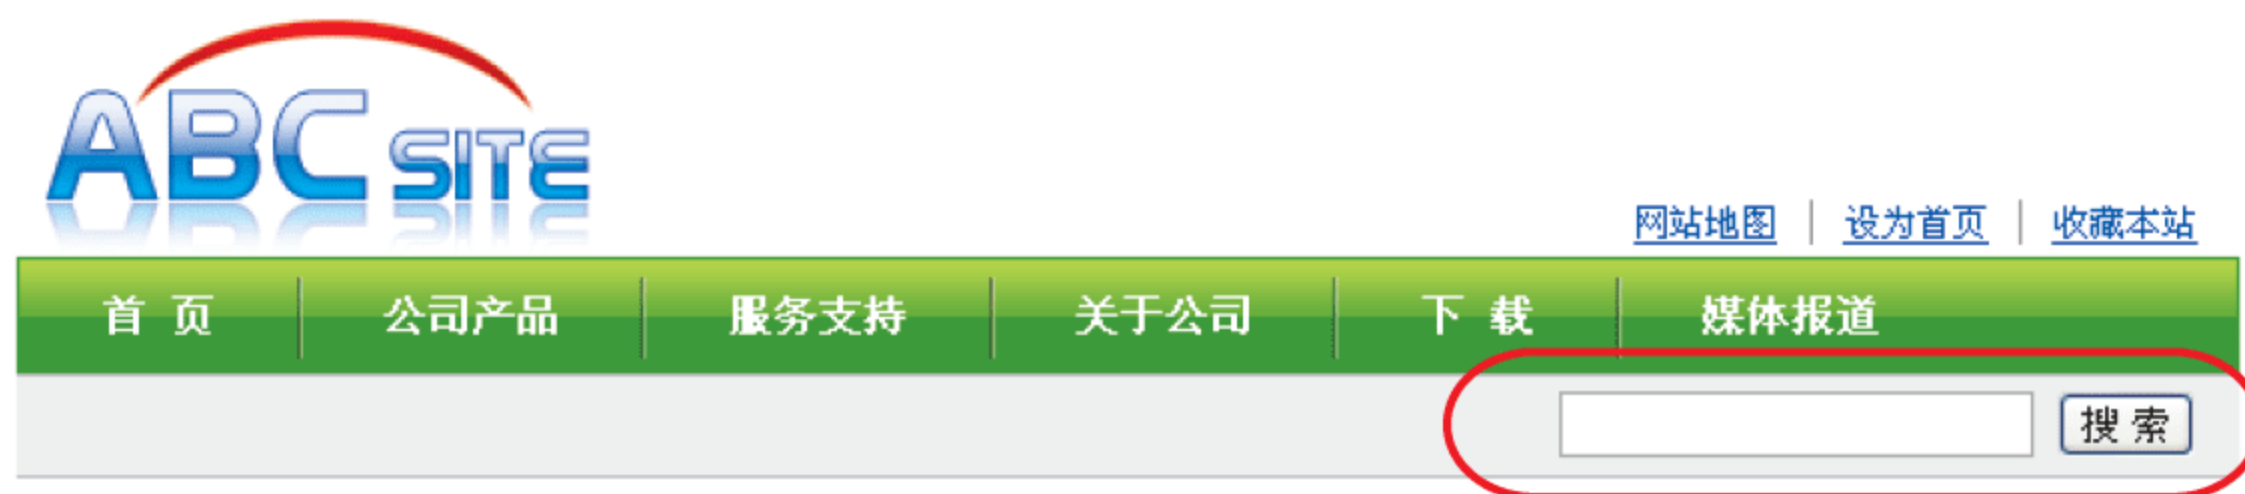 ABC SITE
网站地图 | 设为首页 | 收藏本站
首 页 公司产品 服务支持 关于公司 下 载 媒体报道
搜 索